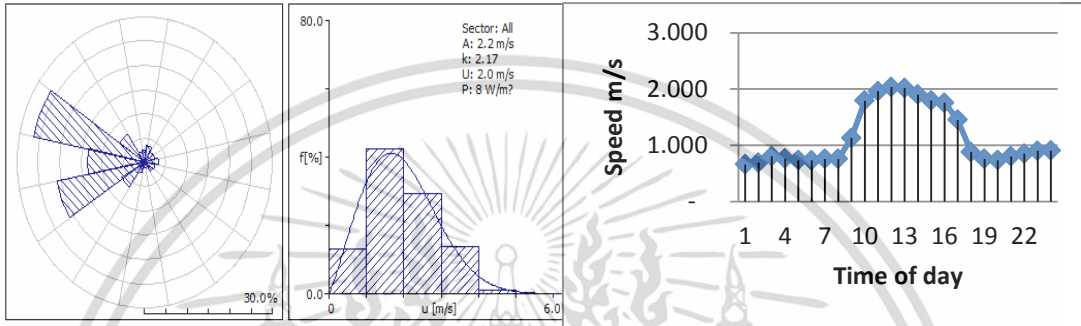 30.0%
80.0
Sector: All
A: 2.2 m/s
k: 2.17
U: 2.0 m/s
P: 8 W/m?
f[%]
0.0
0
u [m/s]
6.0
3.000
2.000
1.000
-
Speed m/s
1 4 7 10 13 16 19 22
Time of day